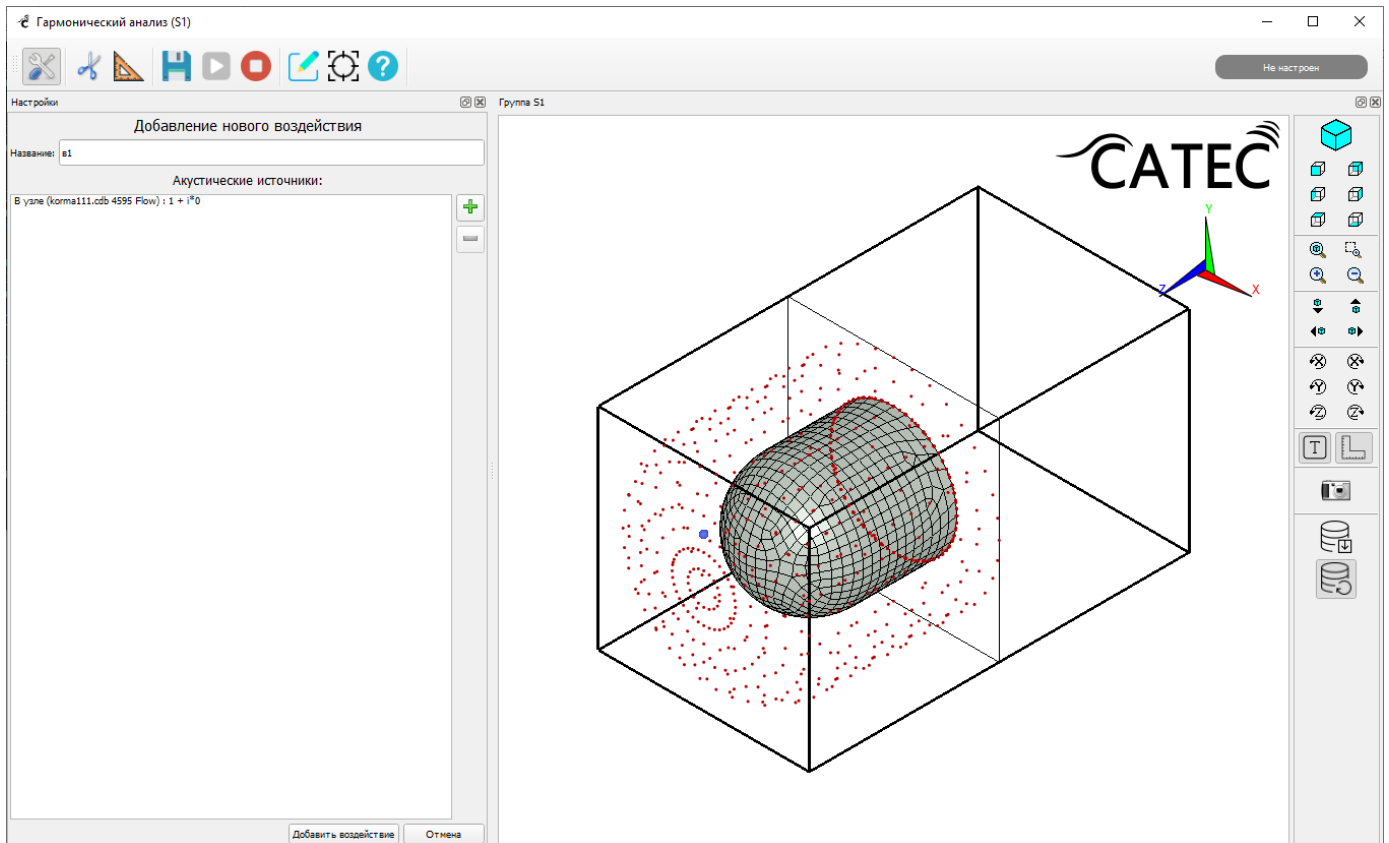 Гармонический анализ (S1)
Не настроен
Настройки
Добавление нового воздействия
Название: в1
Акустические источники:
В узле (korma111.cdb 4595 Flow) : 1 + i*0
Добавить воздействие
Отмена
Группа S1
CATEC
Y
Z
X
X X
Y Y
Z Z
T